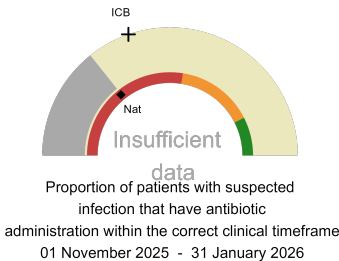 ICB
Nat
Insufficient
data
Proportion of patients with suspected
infection that have antibiotic
administration within the correct clinical timeframe
01 November 2025 - 31 January 2026